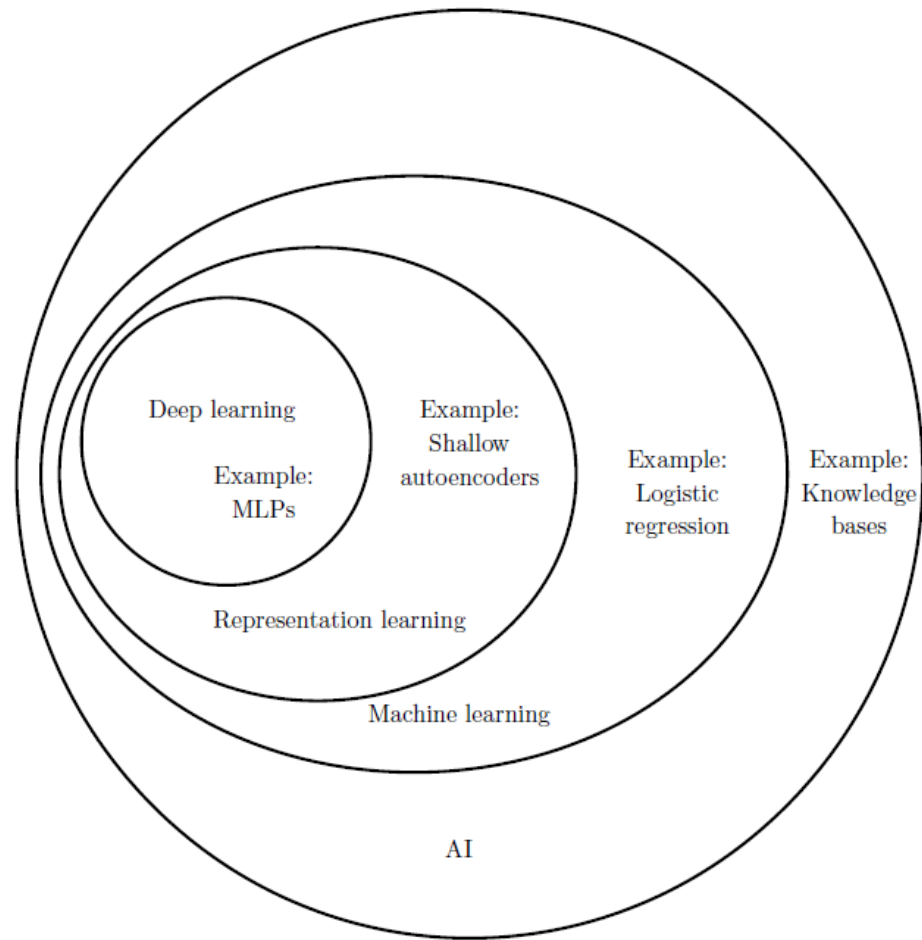 Deep learning
Example:
MLPs
Example:
Shallow
autoencoders
Example:
Logistic
regression
Example:
Knowledge
bases
Representation learning
Machine learning
AI